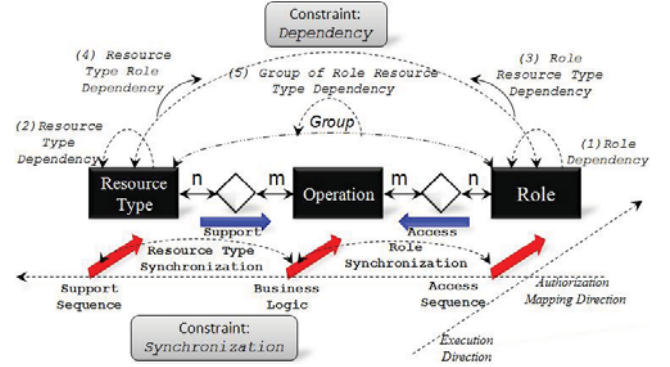 Constraint:
Dependency
(4) Resource
Type Role
Dependency
(3) Role
Resource Type
Dependency
(5) Group of Role Resource
Type Dependency
(2)Resource
Type
Dependency
Group
(1)Role
Dependency
Resource
Type
n
m
Operation
m
n
Role
Support
Access
Resource Type
Synchronization
Role
Synchronization
Support
Sequence
Business
Logic
Access
Sequence
Authorization
Mapping Direction
Constraint:
Synchronization
Execution
Direction